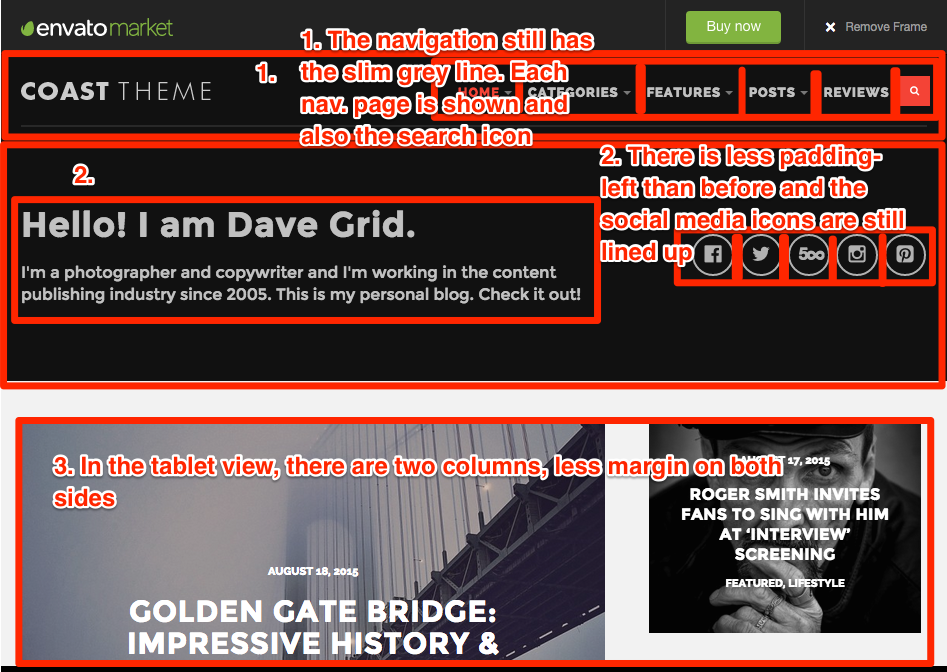 envatomarket
Buy now
Remove Frame
1. The navigation still has
1.
the slim grey line. Each
COAST THEME
HOME
CATEGORIES
FEATURES
POSTS
REVIEWS
nav. page is shown and
also the search icon
2.
2. There is less padding-
left than before and the
social media icons are still
lined up
Hello! I am Dave Grid.
500
I'm a photographer and copywriter and I'm working in the content
publishing industry since 2005. This is my personal blog. Check it out!
3. In the tablet view, there are two columns, less margin on both
sides
17, 2015
ROGER SMITH INVITES
FANS TO SING WITH HIM
AT ‘INTERVIEW’
SCREENING
FEATURED, LIFESTYLE
AUGUST 18, 2015
GOLDEN GATE BRIDGE:
IMPRESSIVE HISTORY &